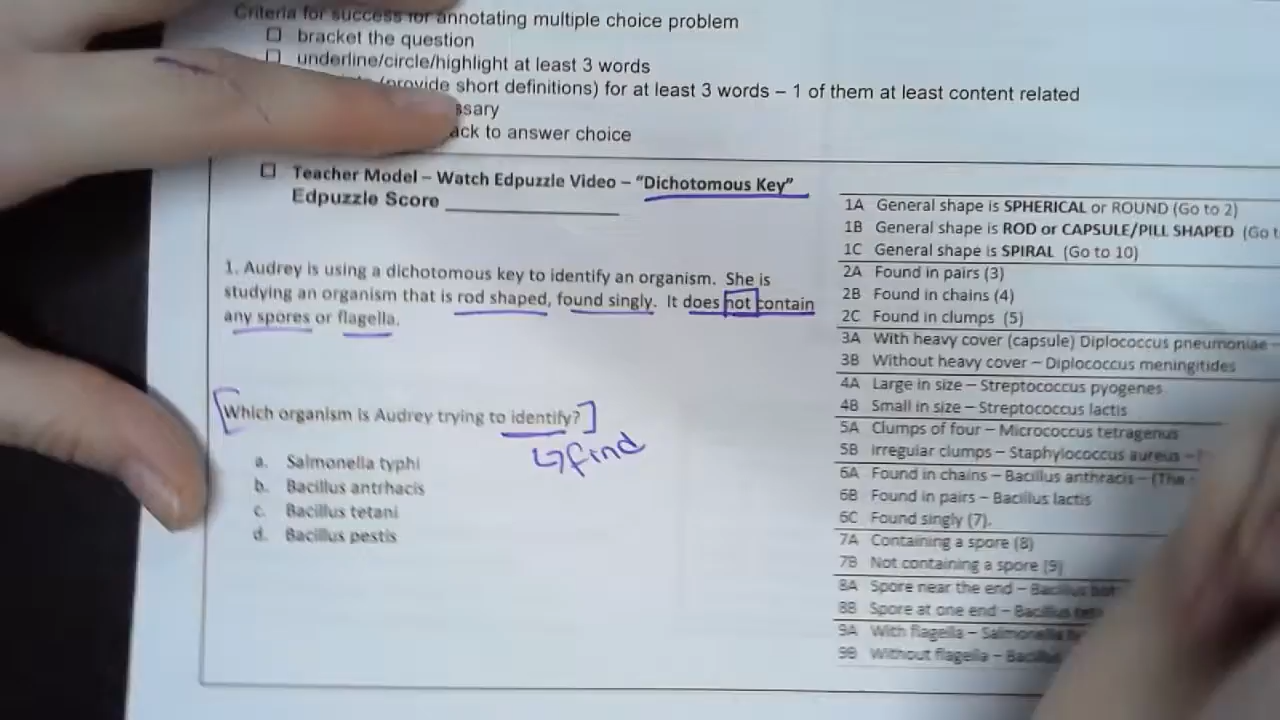 Criteria for success for annotating multiple choice problem
☐ bracket the question
☐ underline/circle/highlight at least 3 words
(provide short definitions) for at least 3 words – 1 of them at least content related
ssary
ack to answer choice
☐ Teacher Model – Watch Edpuzzle Video – “Dichotomous Key”
Edpuzzle Score
1. Audrey is using a dichotomous key to identify an organism. She is
studying an organism that is rod shaped, found singly. It does not contain
any spores or flagella.
[Which organism is Audrey trying to identify?]
↳find
a. Salmonella typhi
b. Bacillus antrhacis
c. Bacillus tetani
d. Bacillus pestis
1A General shape is SPHERICAL or ROUND (Go to 2)
1B General shape is ROD or CAPSULE/PILL SHAPED (Go t
1C General shape is SPIRAL (Go to 10)
2A Found in pairs (3)
2B Found in chains (4)
2C Found in clumps (5)
3A With heavy cover (capsule) Diplococcus pneumoniae –
3B Without heavy cover – Diplococcus meningitides
4A Large in size – Streptococcus pyogenes
4B Small in size – Streptococcus lactis
5A Clumps of four – Micrococcus tetragenus
5B Irregular clumps – Staphylococcus aureus –
6A Found in chains – Bacillus anthracis – (The
6B Found in pairs – Bacillus lactis
6C Found singly (7).
7A Containing a spore (8)
7B Not containing a spore (9)
8A Spore near the end – Bacillus
8B Spore at one end – Bacillus
9A With flagella – Salmonella
9B Without flagella – Bacillus